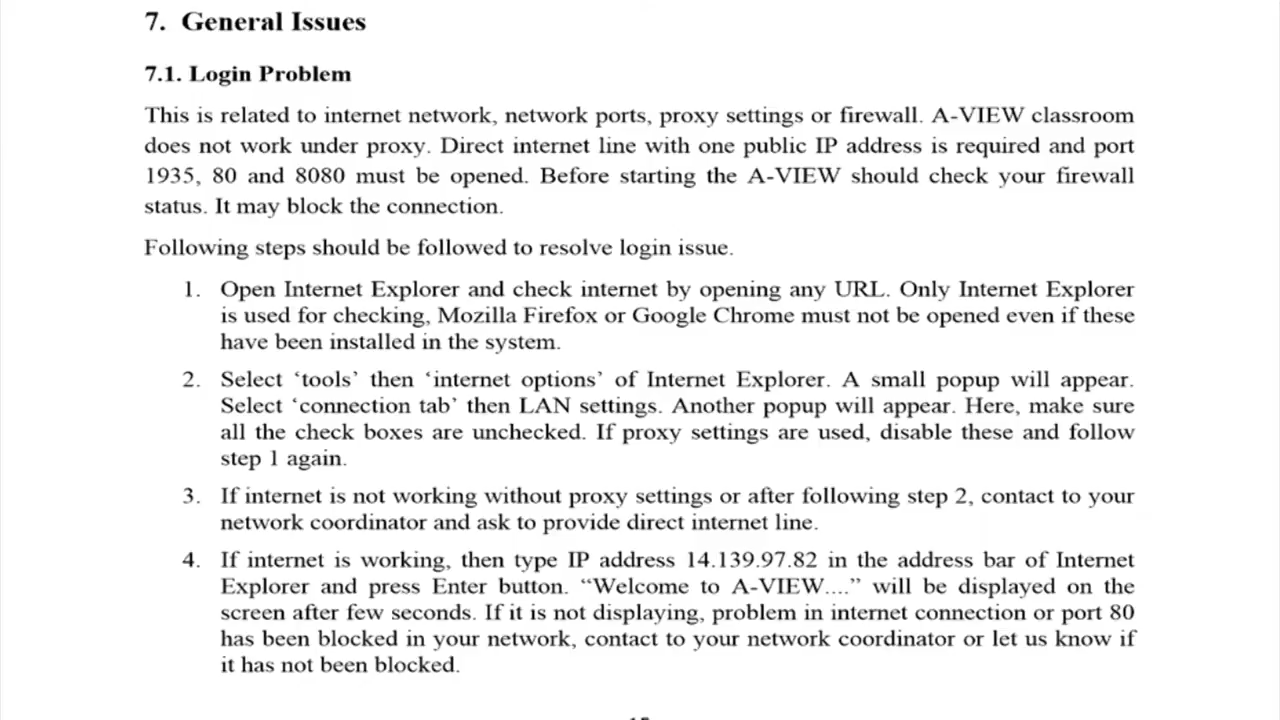 7. General Issues
7.1. Login Problem
This is related to internet network, network ports, proxy settings or firewall. A-VIEW classroom
does not work under proxy. Direct internet line with one public IP address is required and port
1935, 80 and 8080 must be opened. Before starting the A-VIEW should check your firewall
status. It may block the connection.
Following steps should be followed to resolve login issue.
1. Open Internet Explorer and check internet by opening any URL. Only Internet Explorer
is used for checking, Mozilla Firefox or Google Chrome must not be opened even if these
have been installed in the system.
2. Select ‘tools’ then ‘internet options’ of Internet Explorer. A small popup will appear.
Select ‘connection tab’ then LAN settings. Another popup will appear. Here, make sure
all the check boxes are unchecked. If proxy settings are used, disable these and follow
step 1 again.
3. If internet is not working without proxy settings or after following step 2, contact to your
network coordinator and ask to provide direct internet line.
4. If internet is working, then type IP address 14.139.97.82 in the address bar of Internet
Explorer and press Enter button. “Welcome to A-VIEW....” will be displayed on the
screen after few seconds. If it is not displaying, problem in internet connection or port 80
has been blocked in your network, contact to your network coordinator or let us know if
it has not been blocked.